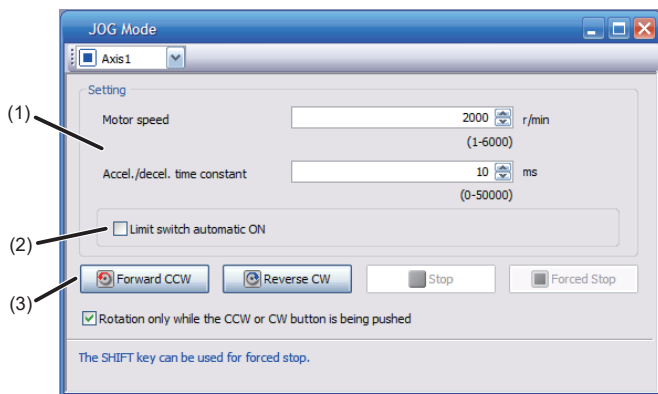 JOG Mode
Axis1
Setting
(1)
Motor speed 2000 r/min
(1-6000)
Accel./decel. time constant 10 ms
(0-50000)
(2)
Limit switch automatic ON
(3)
Forward CCW Reverse CW Stop Forced Stop
Rotation only while the CCW or CW button is being pushed
The SHIFT key can be used for forced stop.